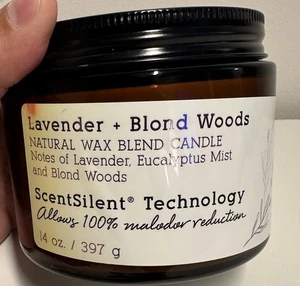 Lavender + Blond Woods
NATURAL WAX BLEND CANDLE
Notes of Lavender, Eucalyptus Mist
and Blond Woods
ScentSilent® Technology
Allows 100% malodor reduction
14 oz. / 397 g